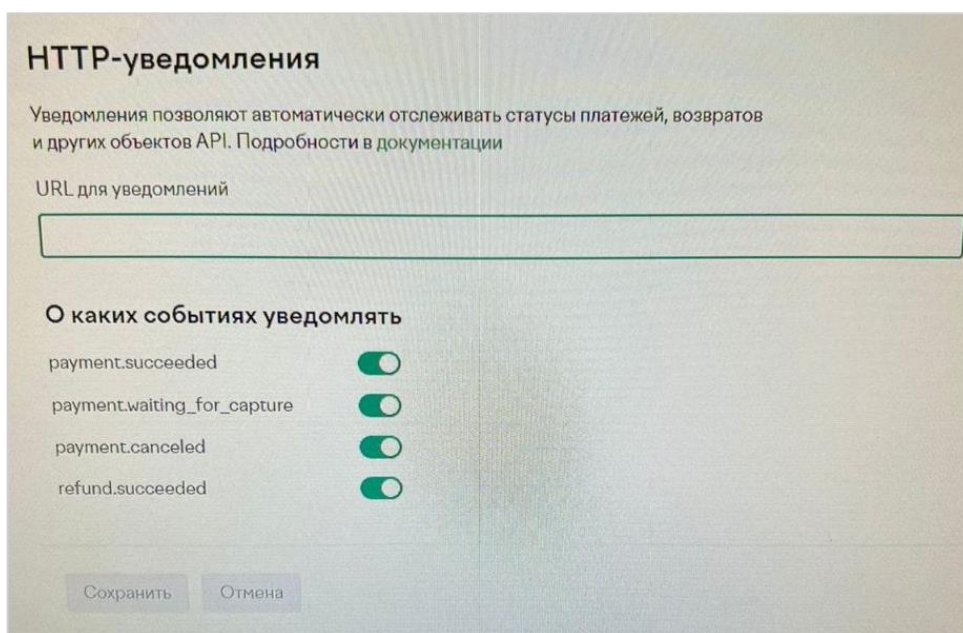 HTTP-уведомления
Уведомления позволяют автоматически отслеживать статусы платежей, возвратов
и других объектов API. Подробности в документации
URL для уведомлений
О каких событиях уведомлять
payment.succeeded
payment.waiting_for_capture
payment.canceled
refund.succeeded
Сохранить Отмена